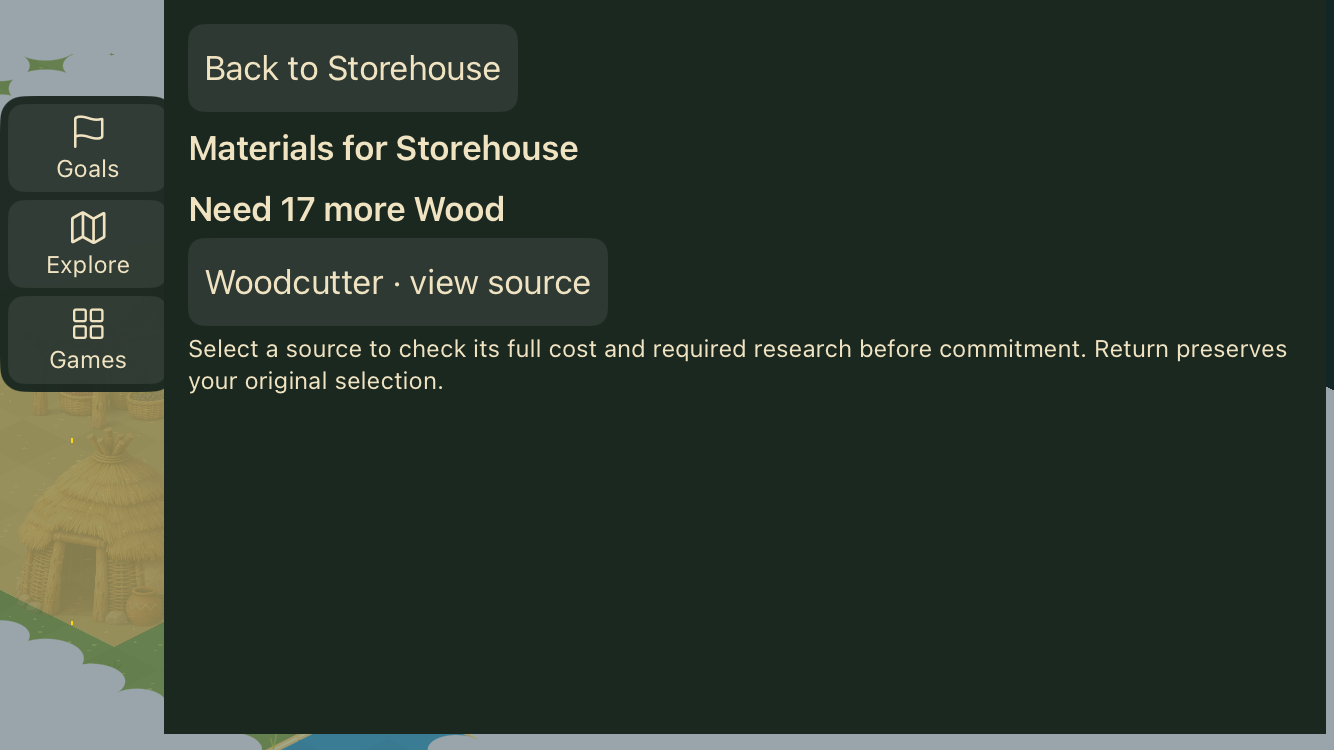 Back to Storehouse
Materials for Storehouse
Goals
Need 17 more Wood
Explore
Woodcutter · view source
Games
Select a source to check its full cost and required research before commitment. Return preserves
your original selection.